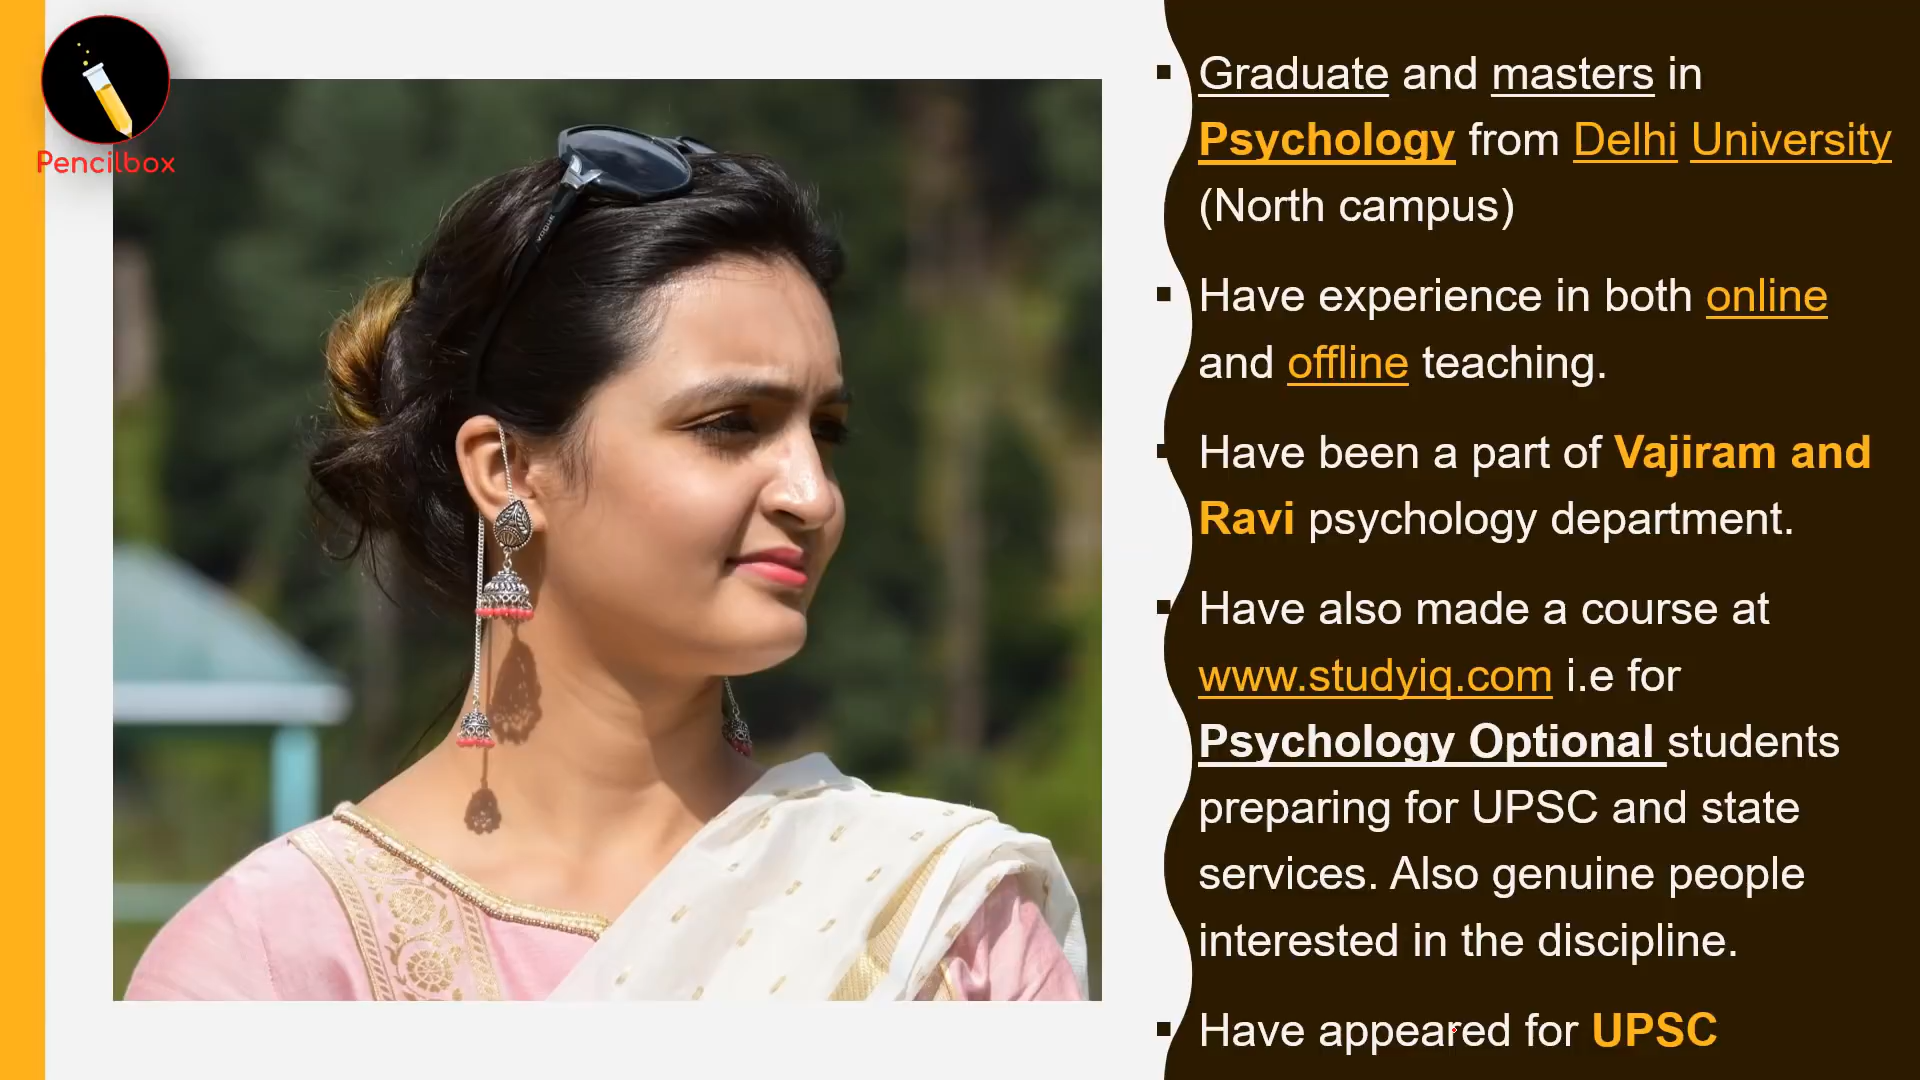 Pencilbox
Graduate and masters in
Psychology from Delhi University
(North campus)
Have experience in both online
and offline teaching.
Have been a part of Vajiram and
Ravi psychology department.
Have also made a course at
www.studyiq.com i.e for
Psychology Optional students
preparing for UPSC and state
services. Also genuine people
interested in the discipline.
Have appeared for UPSC